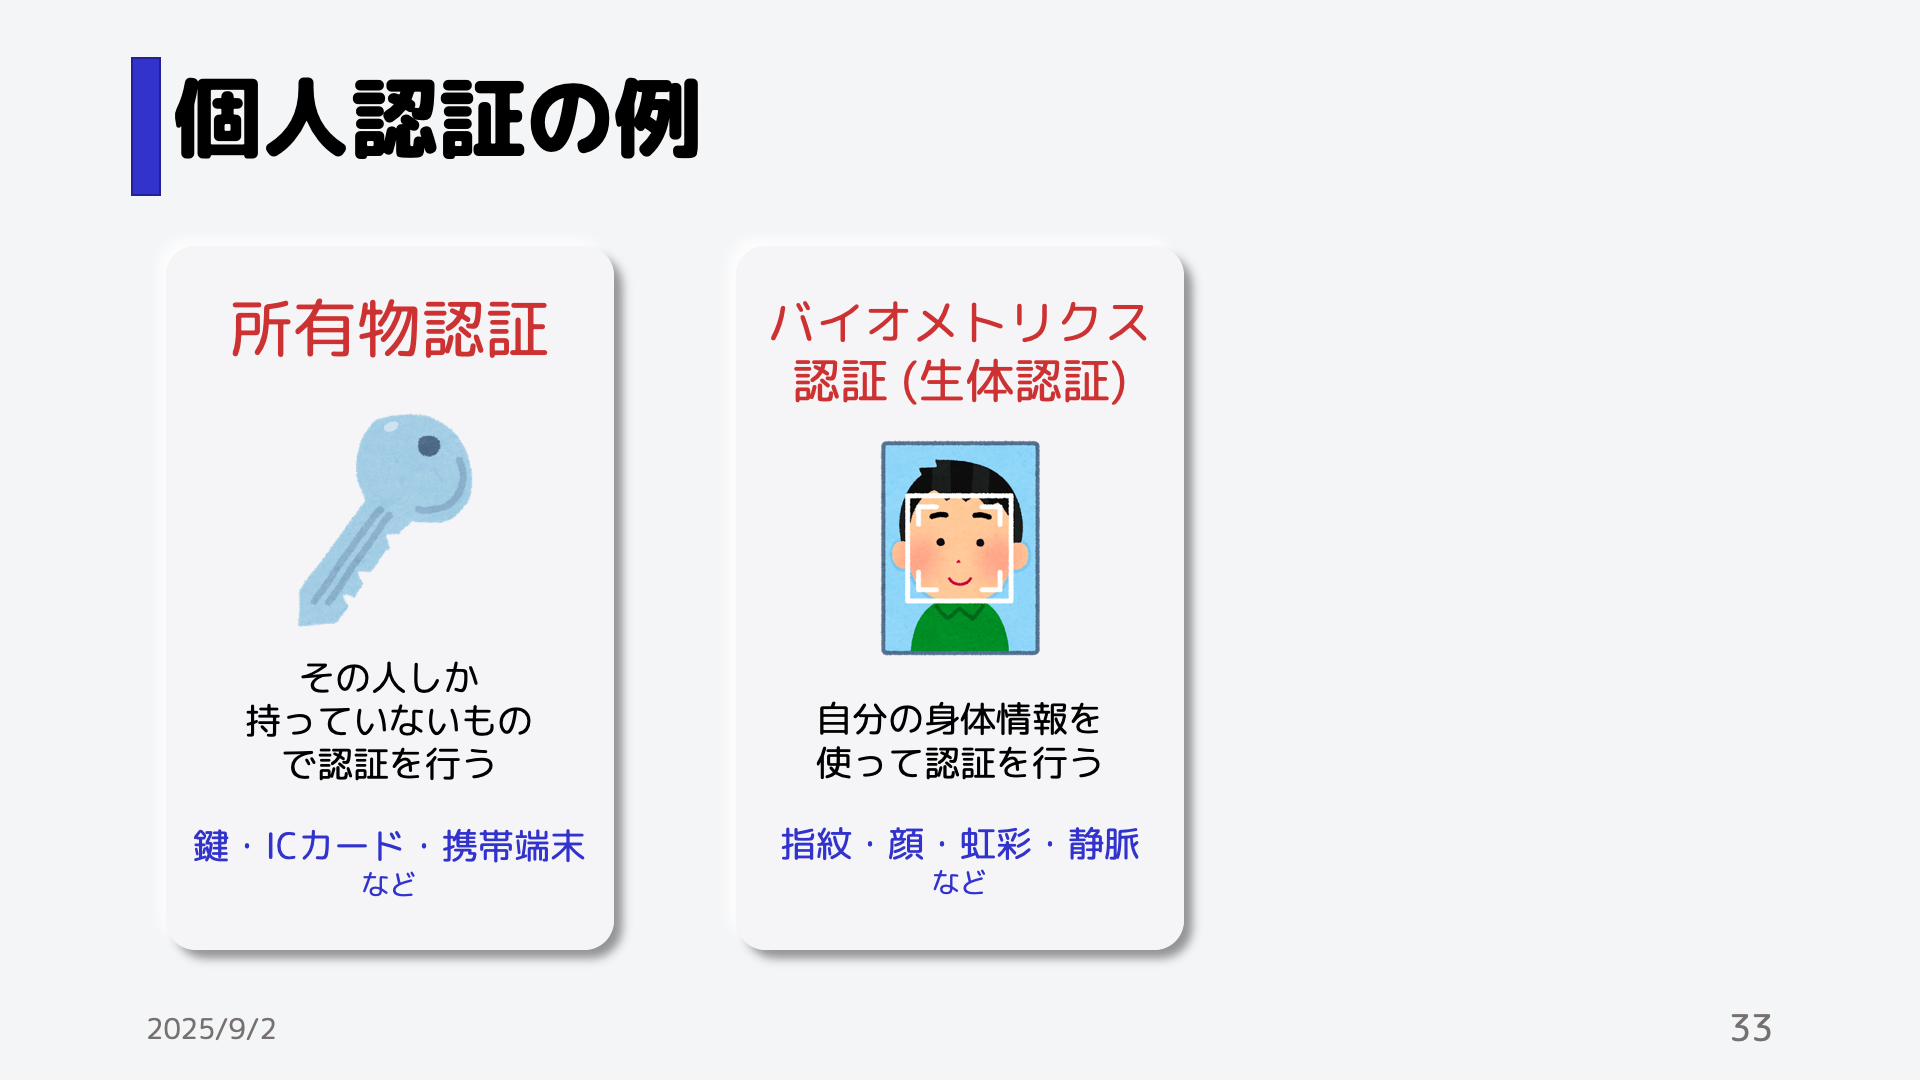 個人認証の例
所有物認証
その人しか
持っていないもの
で認証を行う
鍵・ICカード・携帯端末
など
バイオメトリクス
認証 (生体認証)
自分の身体情報を
使って認証を行う
指紋・顔・虹彩・静脈
など
2025/9/2
33